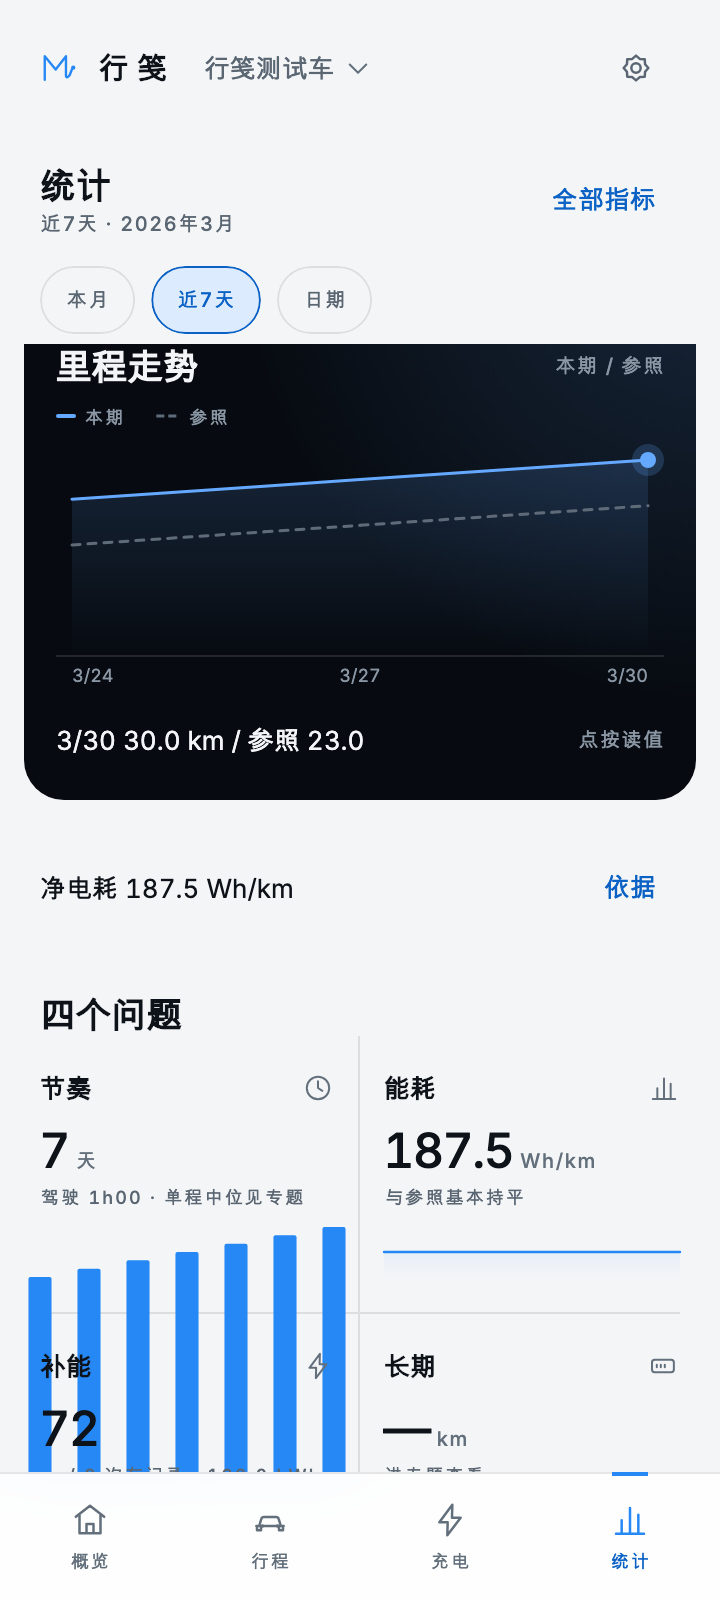 行笺 行笺测试车
统计
近7天 · 2026年3月
全部指标
本月 近7天 日期
里程走势 本期 / 参照
本期 参照
3/24 3/27 3/30
3/30 30.0 km / 参照 23.0 点按读值
净电耗 187.5 Wh/km 依据
四个问题
节奏 能耗
7 天 187.5 Wh/km
驾驶 1h00 · 单程中位见专题 与参照基本持平
补能 长期
72 — km
概览 行程 充电 统计